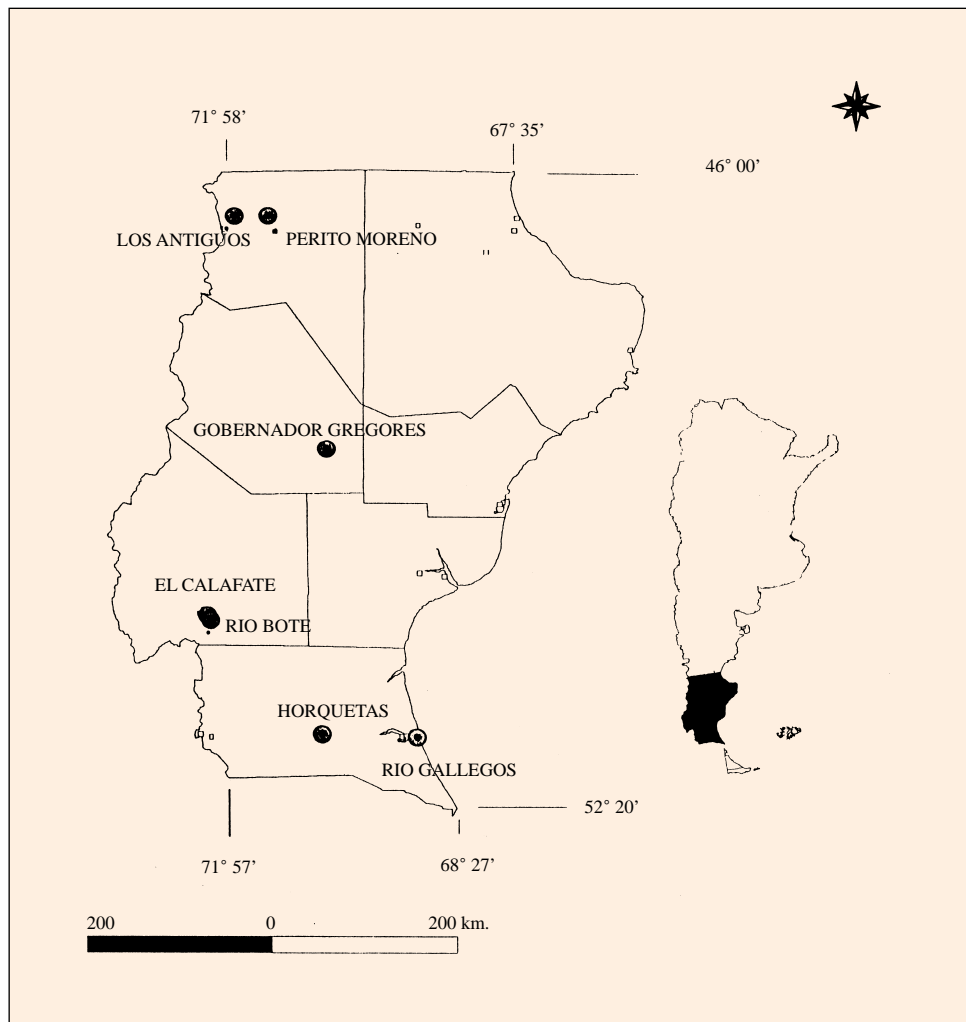 71° 58’
67° 35’
46° 00’
LOS ANTIGUOS
PERITO MORENO
GOBERNADOR GREGORES
EL CALAFATE
RIO BOTE
HORQUETAS
RIO GALLEGOS
52° 20’
71° 57’
68° 27’
200 0 200 km.